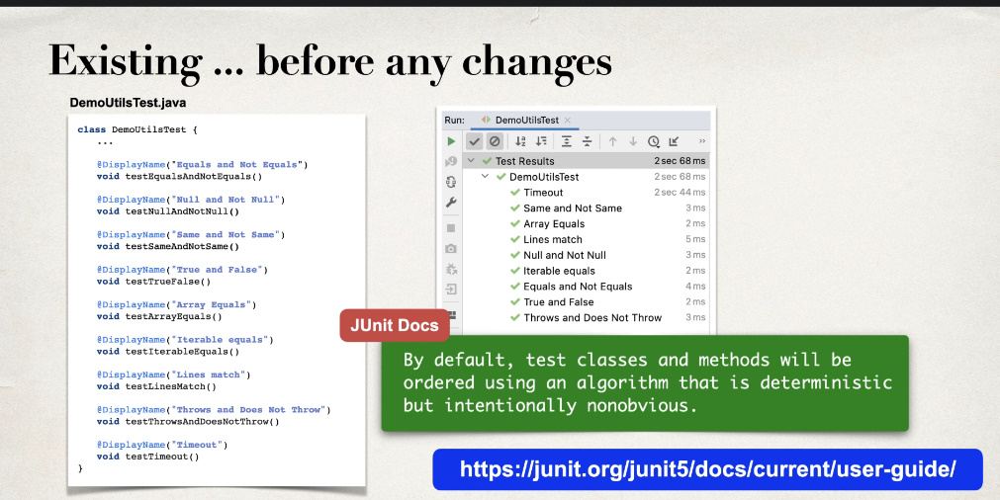 Existing ... before any changes
DemoUtilsTest.java
class DemoUtilsTest {
...
@DisplayName("Equals and Not Equals")
void testEqualsAndNotEquals()
@DisplayName("Null and Not Null")
void testNullAndNotNull()
@DisplayName("Same and Not Same")
void testSameAndNotSame()
@DisplayName("True and False")
void testTrueFalse()
@DisplayName("Array Equals")
void testArrayEquals()
@DisplayName("Iterable equals")
void testIterableEquals()
@DisplayName("Lines match")
void testLinesMatch()
@DisplayName("Throws and Does Not Throw")
void testThrowsAndDoesNotThrow()
@DisplayName("Timeout")
void testTimeout()
}
Run: DemoUtilsTest
Test Results 2 sec 68 ms
DemoUtilsTest 2 sec 68 ms
Timeout 2 sec 44 ms
Same and Not Same 3 ms
Array Equals 2 ms
Lines match 5 ms
Null and Not Null 3 ms
Iterable equals 2 ms
Equals and Not Equals 4 ms
True and False 2 ms
Throws and Does Not Throw 3 ms
JUnit Docs
By default, test classes and methods will be
ordered using an algorithm that is deterministic
but intentionally nonobvious.
https://junit.org/junit5/docs/current/user-guide/